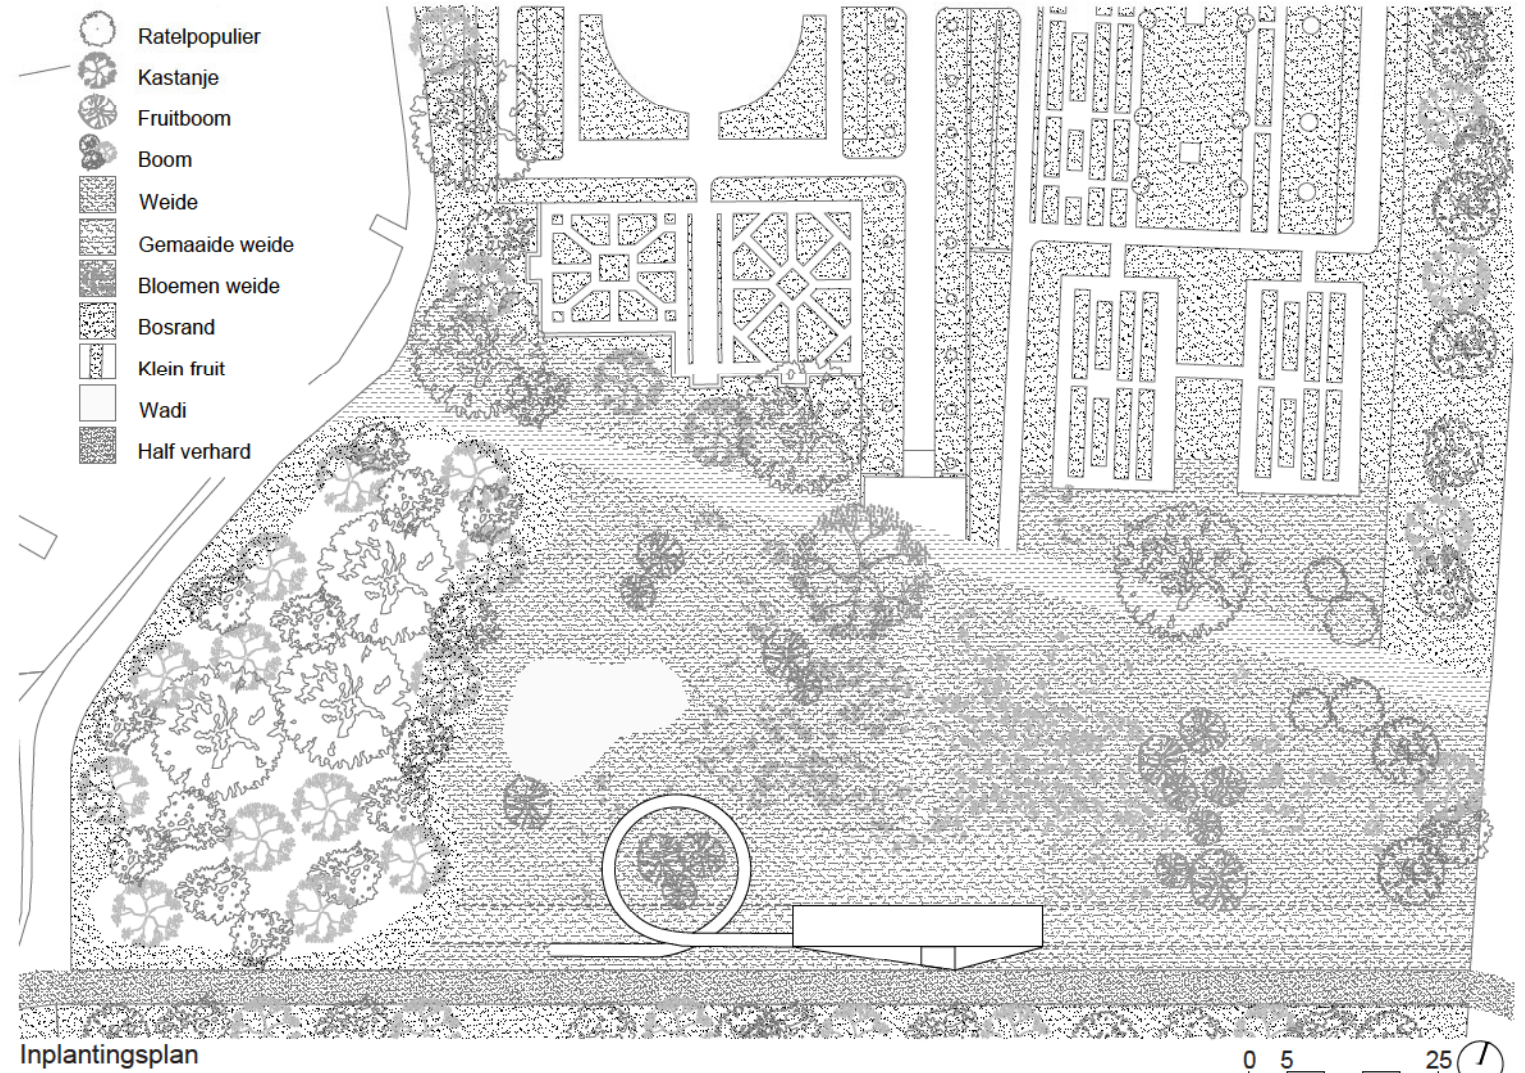 Ratelpopulier
Kastanje
Fruitboom
Boom
Weide
Gemaaide weide
Bloemen weide
Bosrand
Klein fruit
Wadi
Half verhard
Inplantingsplan
0 5 25